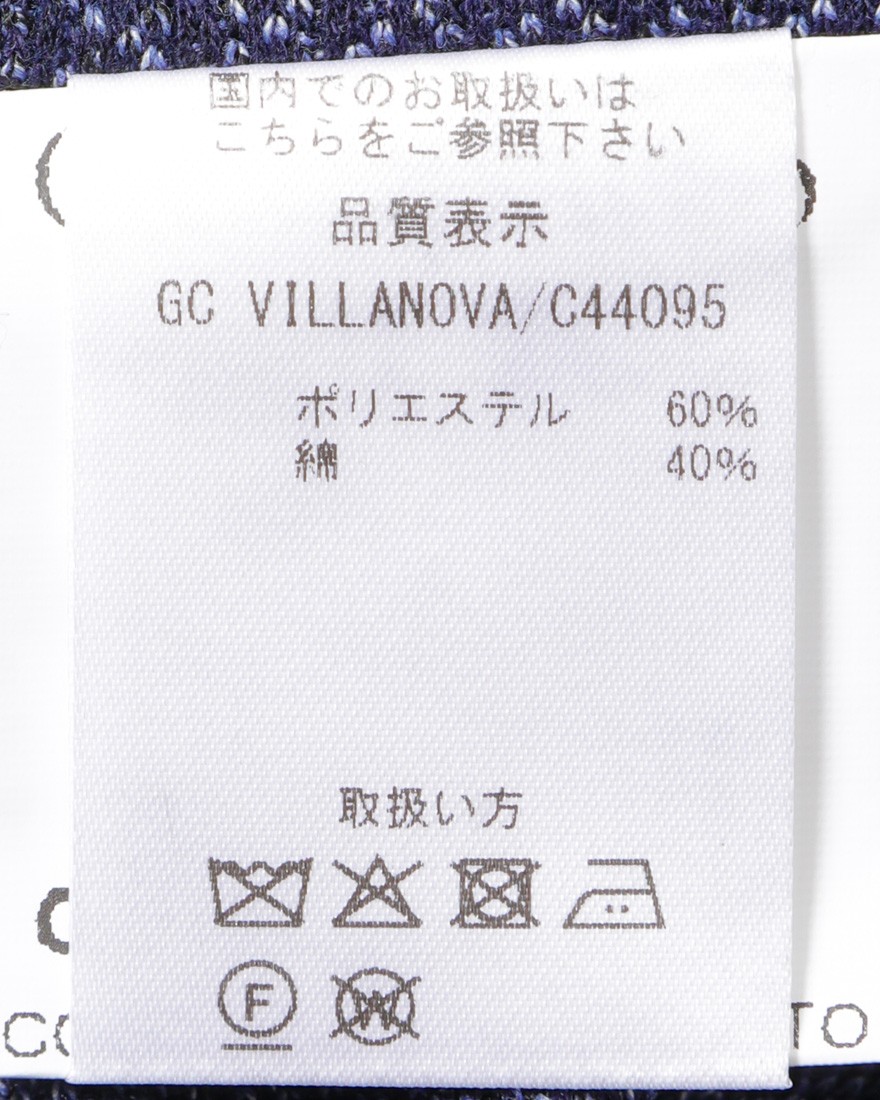 国内でのお取扱いは
こちらをご参照下さい
品質表示
GC VILLANOVA/C44095
ポリエステル 60%
綿 40%
取扱い方
F W
CO
TO